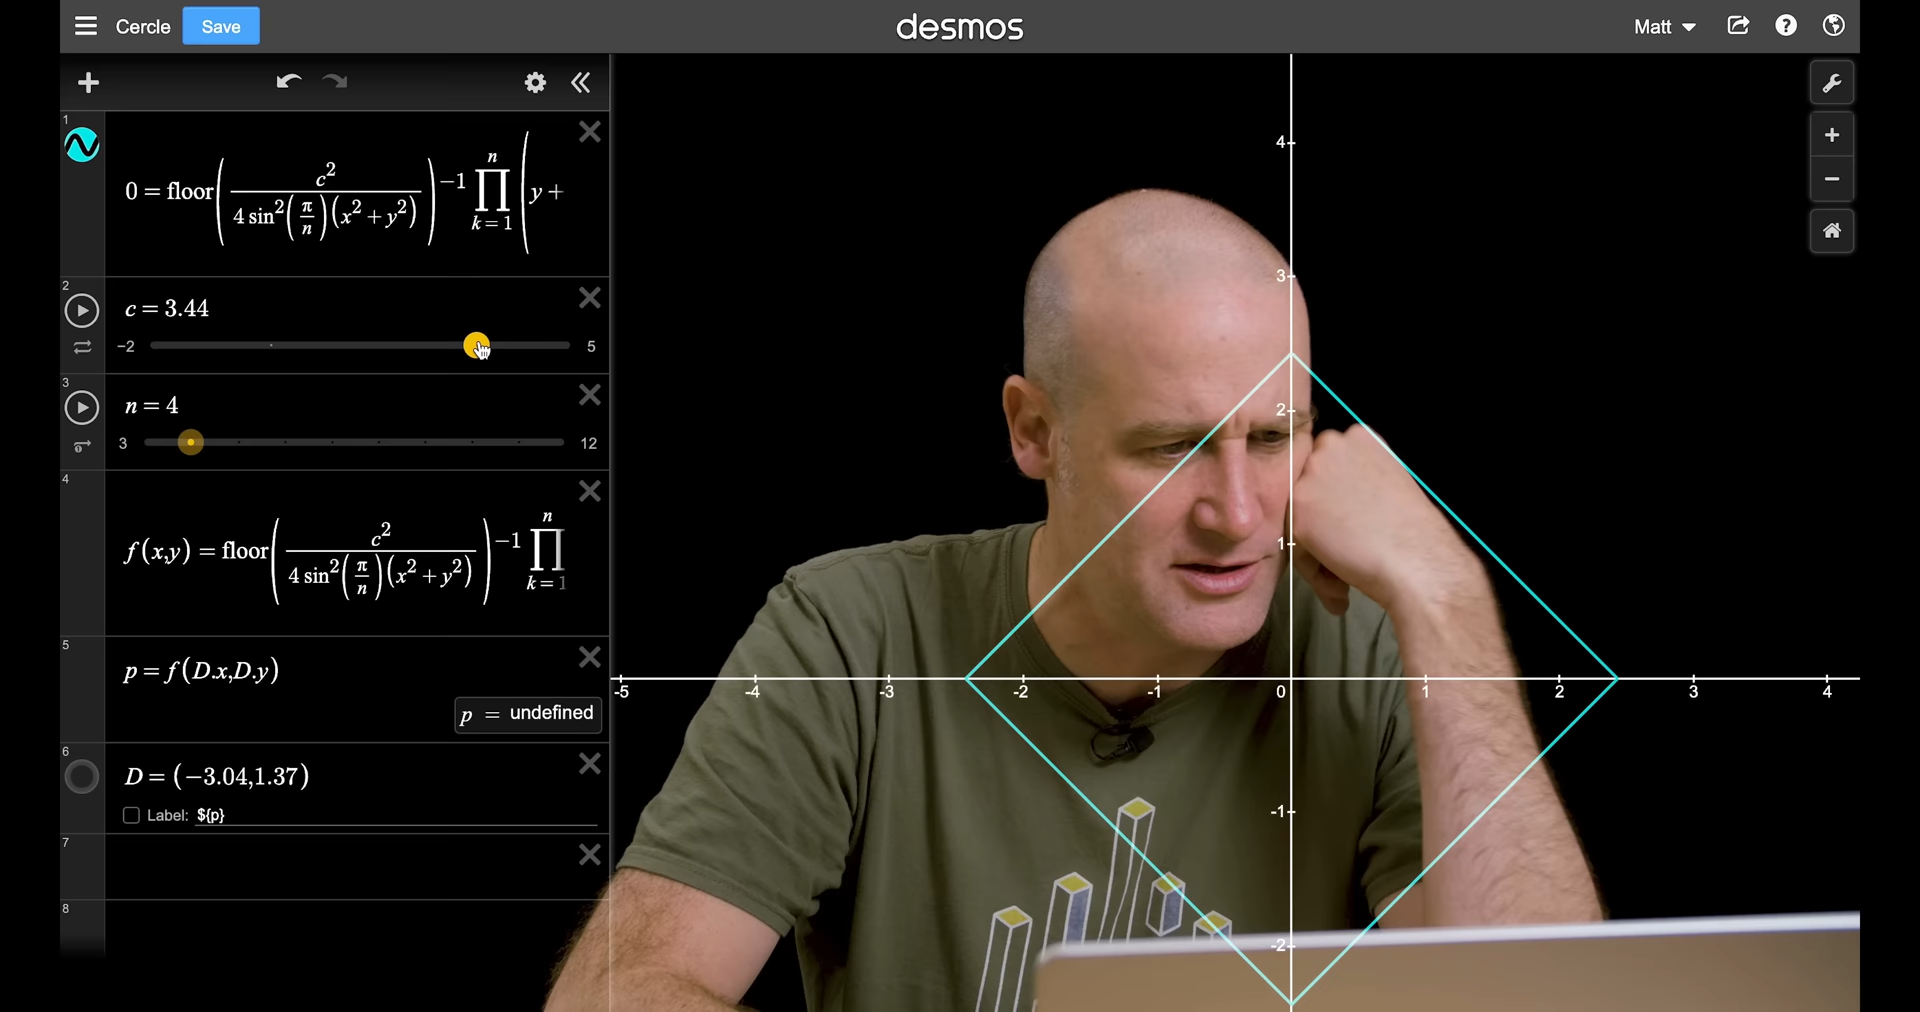 Cercle Save desmos Matt
1
0 = floor(c²/(4 sin²(π/n)(x²+y²)))⁻¹ ∏ₖ₌₁ⁿ (y +
2
c = 3.44
−2 5
3
n = 4
3 12
4
f(x,y) = floor(c²/(4 sin²(π/n)(x²+y²)))⁻¹ ∏ₖ₌₁ⁿ
5
p = f(D.x,D.y)
p = undefined
6
D = (−3.04,1.37)
Label: ${p}
7
8
4
3
2
1
-5 -4 -3 -2 -1 0 1 2 3 4
-1
-2